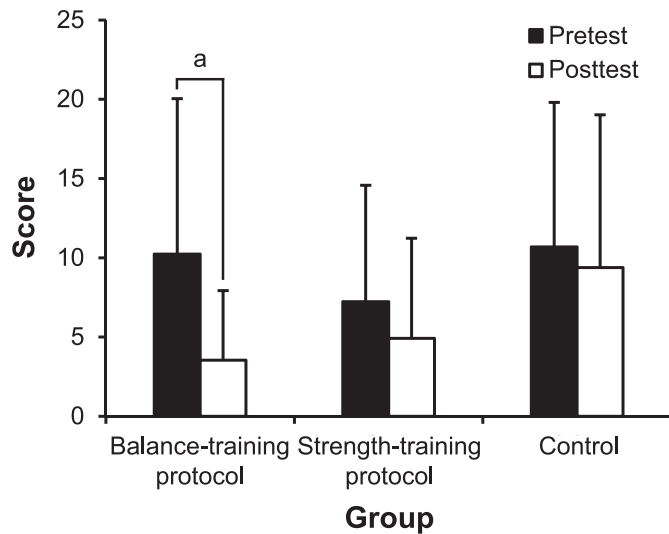 25
20
15
10
5
0
Score
a
Pretest
Posttest
Balance-training protocol
Strength-training protocol
Control
Group